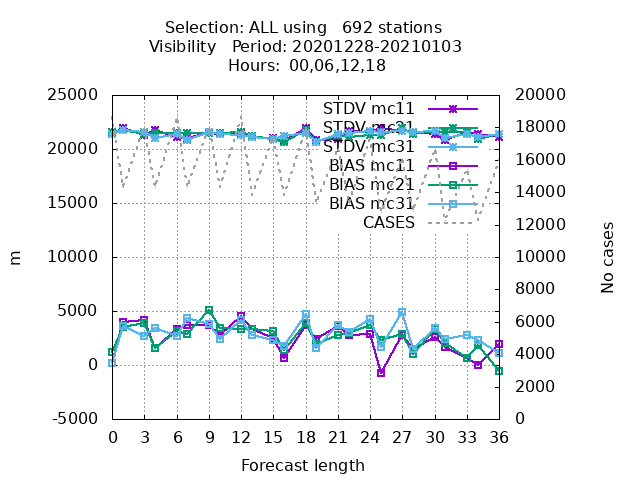 Selection: ALL using   692 stations
Visibility   Period: 20201228-20210103
Hours:  00,06,12,18
25000
20000
15000
10000
5000
0
-5000
m
20000
18000
16000
14000
12000
10000
8000
6000
4000
2000
0
No cases
STDV mc11
STDV mc21
STDV mc31
BIAS mc11
BIAS mc21
BIAS mc31
CASES
0 3 6 9 12 15 18 21 24 27 30 33 36
Forecast length